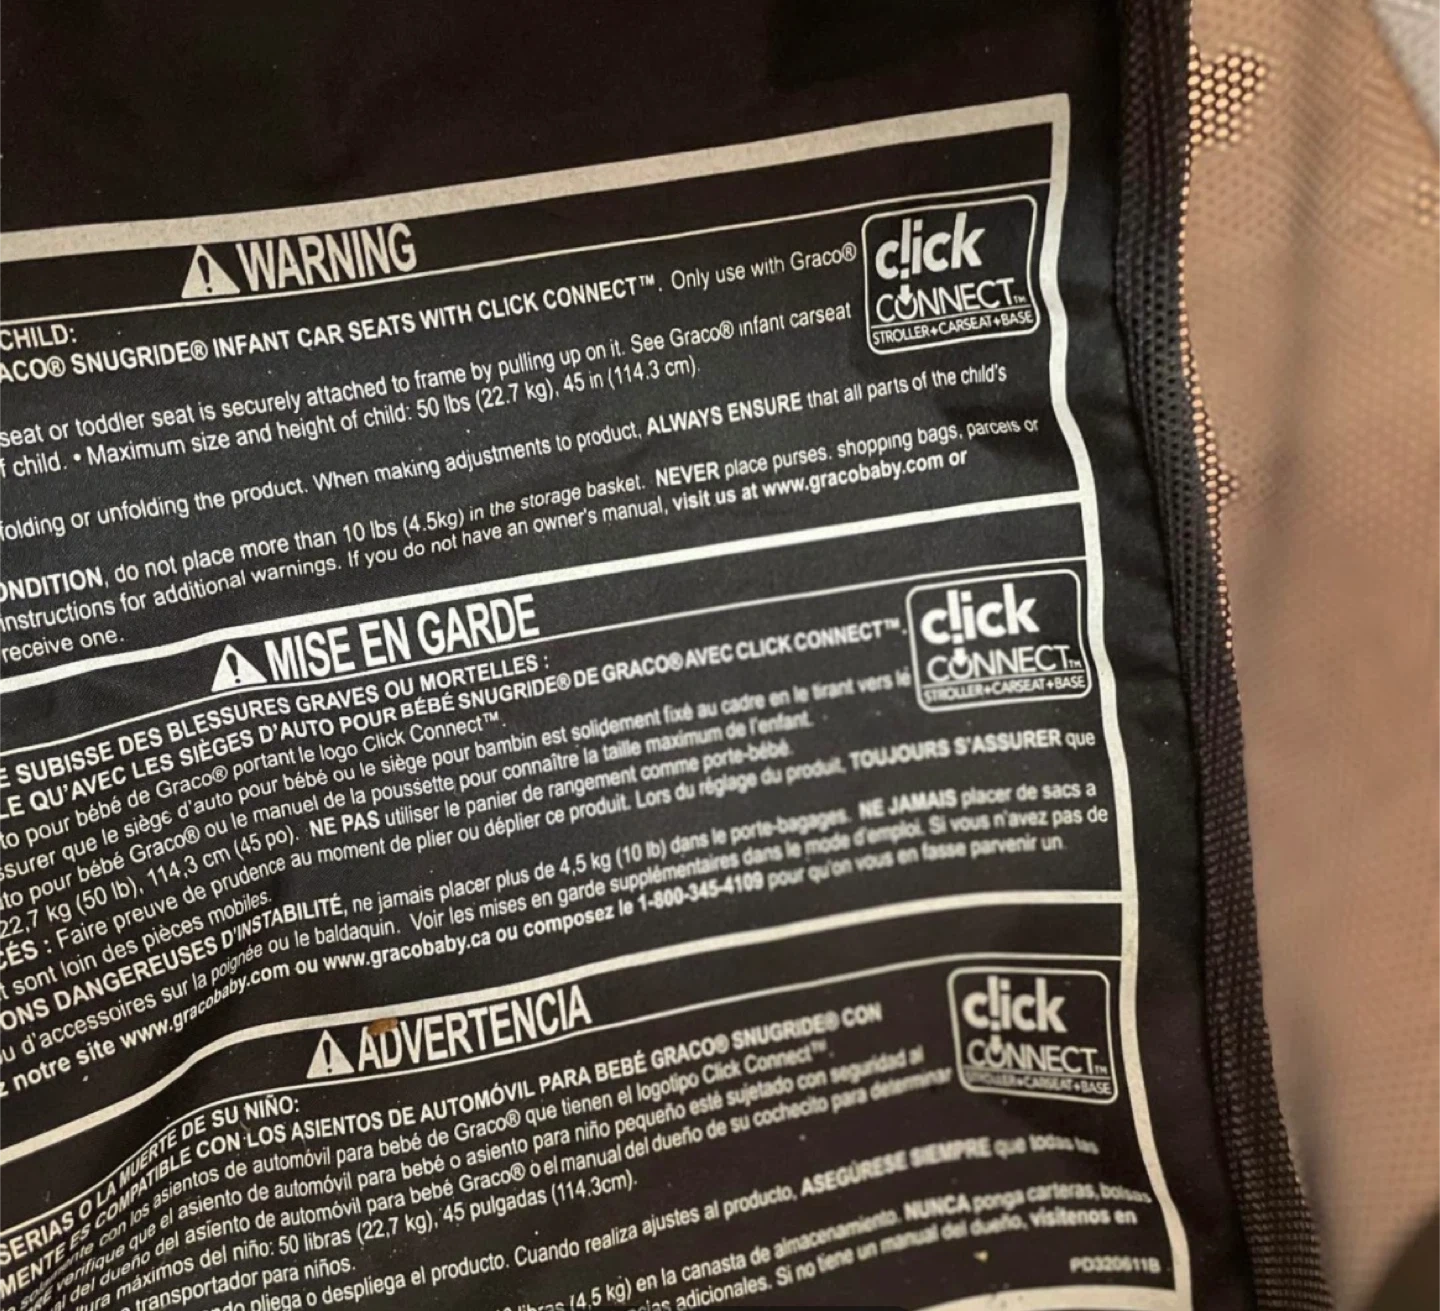 WARNING
CHILD:
ACO® SNUGRIDE® INFANT CAR SEATS WITH CLICK CONNECT™. Only use with Graco®
click
CONNECT™
STROLLER+CARSEAT+BASE
seat or toddler seat is securely attached to frame by pulling up on it. See Graco® infant carseat
f child. • Maximum size and height of child: 50 lbs (22.7 kg), 45 in (114.3 cm).
folding or unfolding the product. When making adjustments to product, ALWAYS ENSURE that all parts of the child's
ONDITION, do not place more than 10 lbs (4.5kg) in the storage basket. NEVER place purses, shopping bags, parcels or
instructions for additional warnings. If you do not have an owner's manual, visit us at www.gracobaby.com or
receive one.
MISE EN GARDE
E SUBISSE DES BLESSURES GRAVES OU MORTELLES :
LE QU'AVEC LES SIÈGES D'AUTO POUR BÉBÉ SNUGRIDE® DE GRACO® AVEC CLICK CONNECT™.
click
CONNECT™
STROLLER+CARSEAT+BASE
to pour bébé de Graco® portant le logo Click Connect™.
ssurer que le siège d'auto pour bébé ou le siège pour bambin est solidement fixé au cadre en le tirant vers le
to pour bébé Graco® ou le manuel de la poussette pour connaître la taille maximum de l'enfant.
22,7 kg (50 lb), 114,3 cm (45 po). NE PAS utiliser le panier de rangement comme porte-bébé.
CÉS : Faire preuve de prudence au moment de plier ou déplier ce produit. Lors du réglage du produit, TOUJOURS S'ASSURER que
t sont loin des pièces mobiles.
ONS DANGEREUSES D'INSTABILITÉ, ne jamais placer plus de 4,5 kg (10 lb) dans le porte-bagages. NE JAMAIS placer de sacs a
u d'accessoires sur la poignée ou le baldaquin. Voir les mises en garde supplémentaires dans le mode d'emploi. Si vous n'avez pas de
z notre site www.gracobaby.com ou www.gracobaby.ca ou composez le 1-800-345-4109 pour qu'on vous en fasse parvenir un
ADVERTENCIA
SERIAS O LA MUERTE DE SU NIÑO:
MENTE ES COMPATIBLE CON LOS ASIENTOS DE AUTOMÓVIL PARA BEBÉ GRACO® SNUGRIDE® CON
click
CONNECT™
STROLLER+CARSEAT+BASE
mente con los asientos de automóvil para bebé de Graco® que tienen el logotipo Click Connect™.
verifique que el asiento de automóvil para bebé o asiento para niño pequeño esté sujetado con seguridad al
al del dueño del asiento de automóvil para bebé Graco® o el manual del dueño de su cochecito para determinar
tura máximos del niño: 50 libras (22,7 kg), 45 pulgadas (114.3cm).
transportador para niños.
do pliega o despliega el producto. Cuando realiza ajustes al producto, ASEGÚRESE SIEMPRE que todas las
libras (4,5 kg) en la canasta de almacenamiento. NUNCA ponga carteras, bolsas
adicionales. Si no tiene un manual del dueño, visítenos en
PD320611B